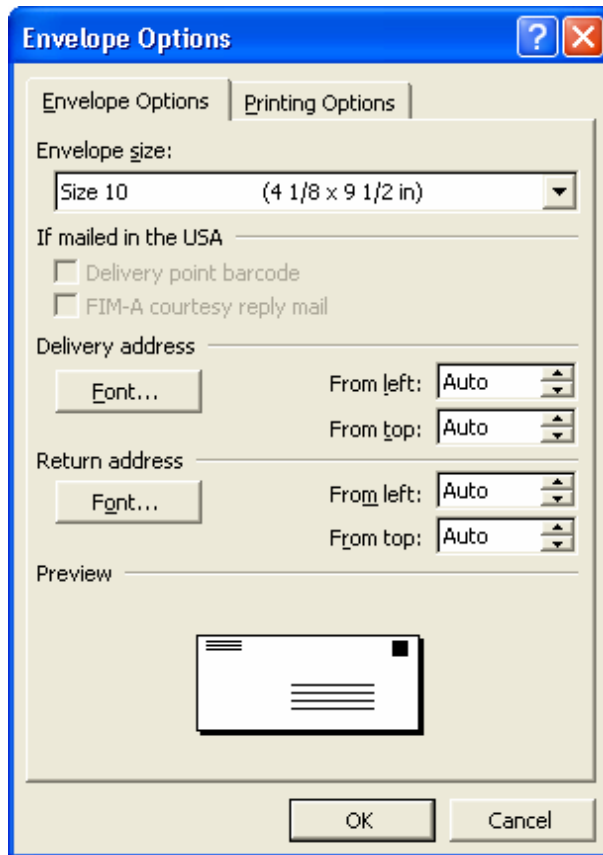 Envelope Options
Envelope Options Printing Options
Envelope size:
Size 10 (4 1/8 x 9 1/2 in)
If mailed in the USA
Delivery point barcode
FIM-A courtesy reply mail
Delivery address
Font... From left: Auto
From top: Auto
Return address
Font... From left: Auto
From top: Auto
Preview
OK Cancel